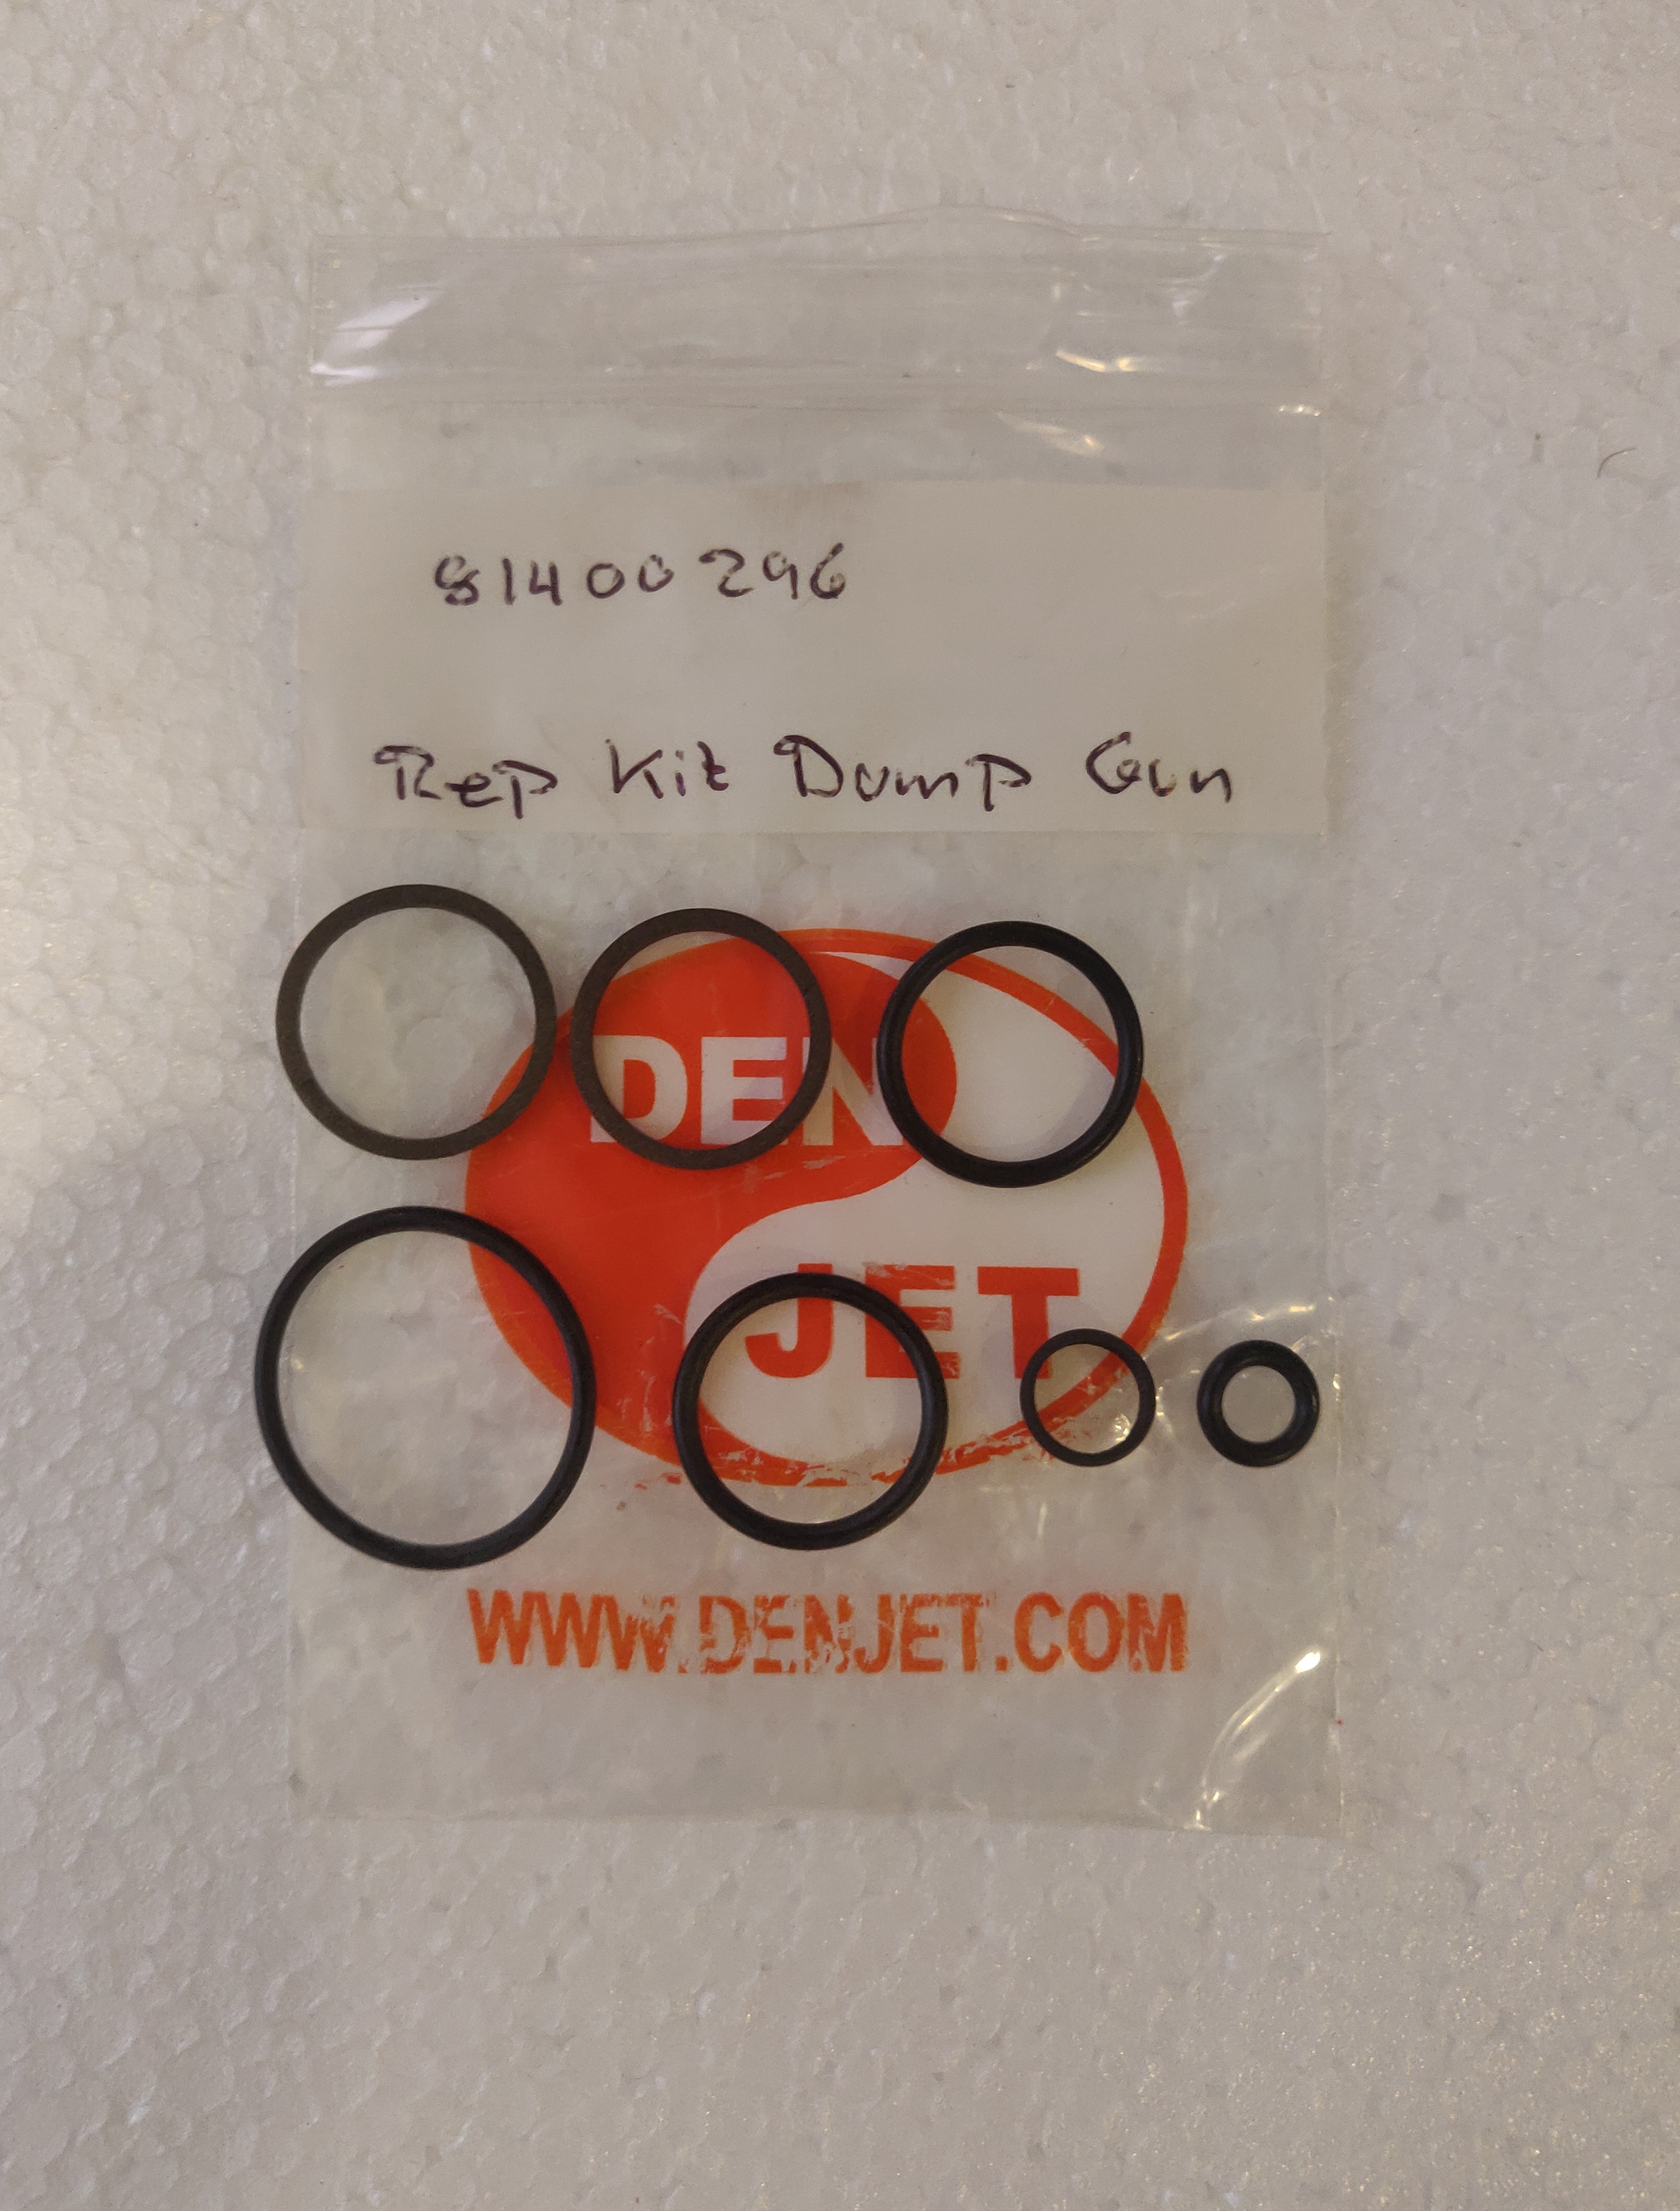 81400296
Rep Kit Dump Gun
DEN
JET
WWW.DENJET.COM